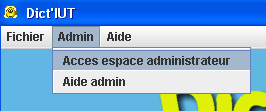 Dict'IUT
Fichier Admin Aide
Acces espace administrateur
Aide admin